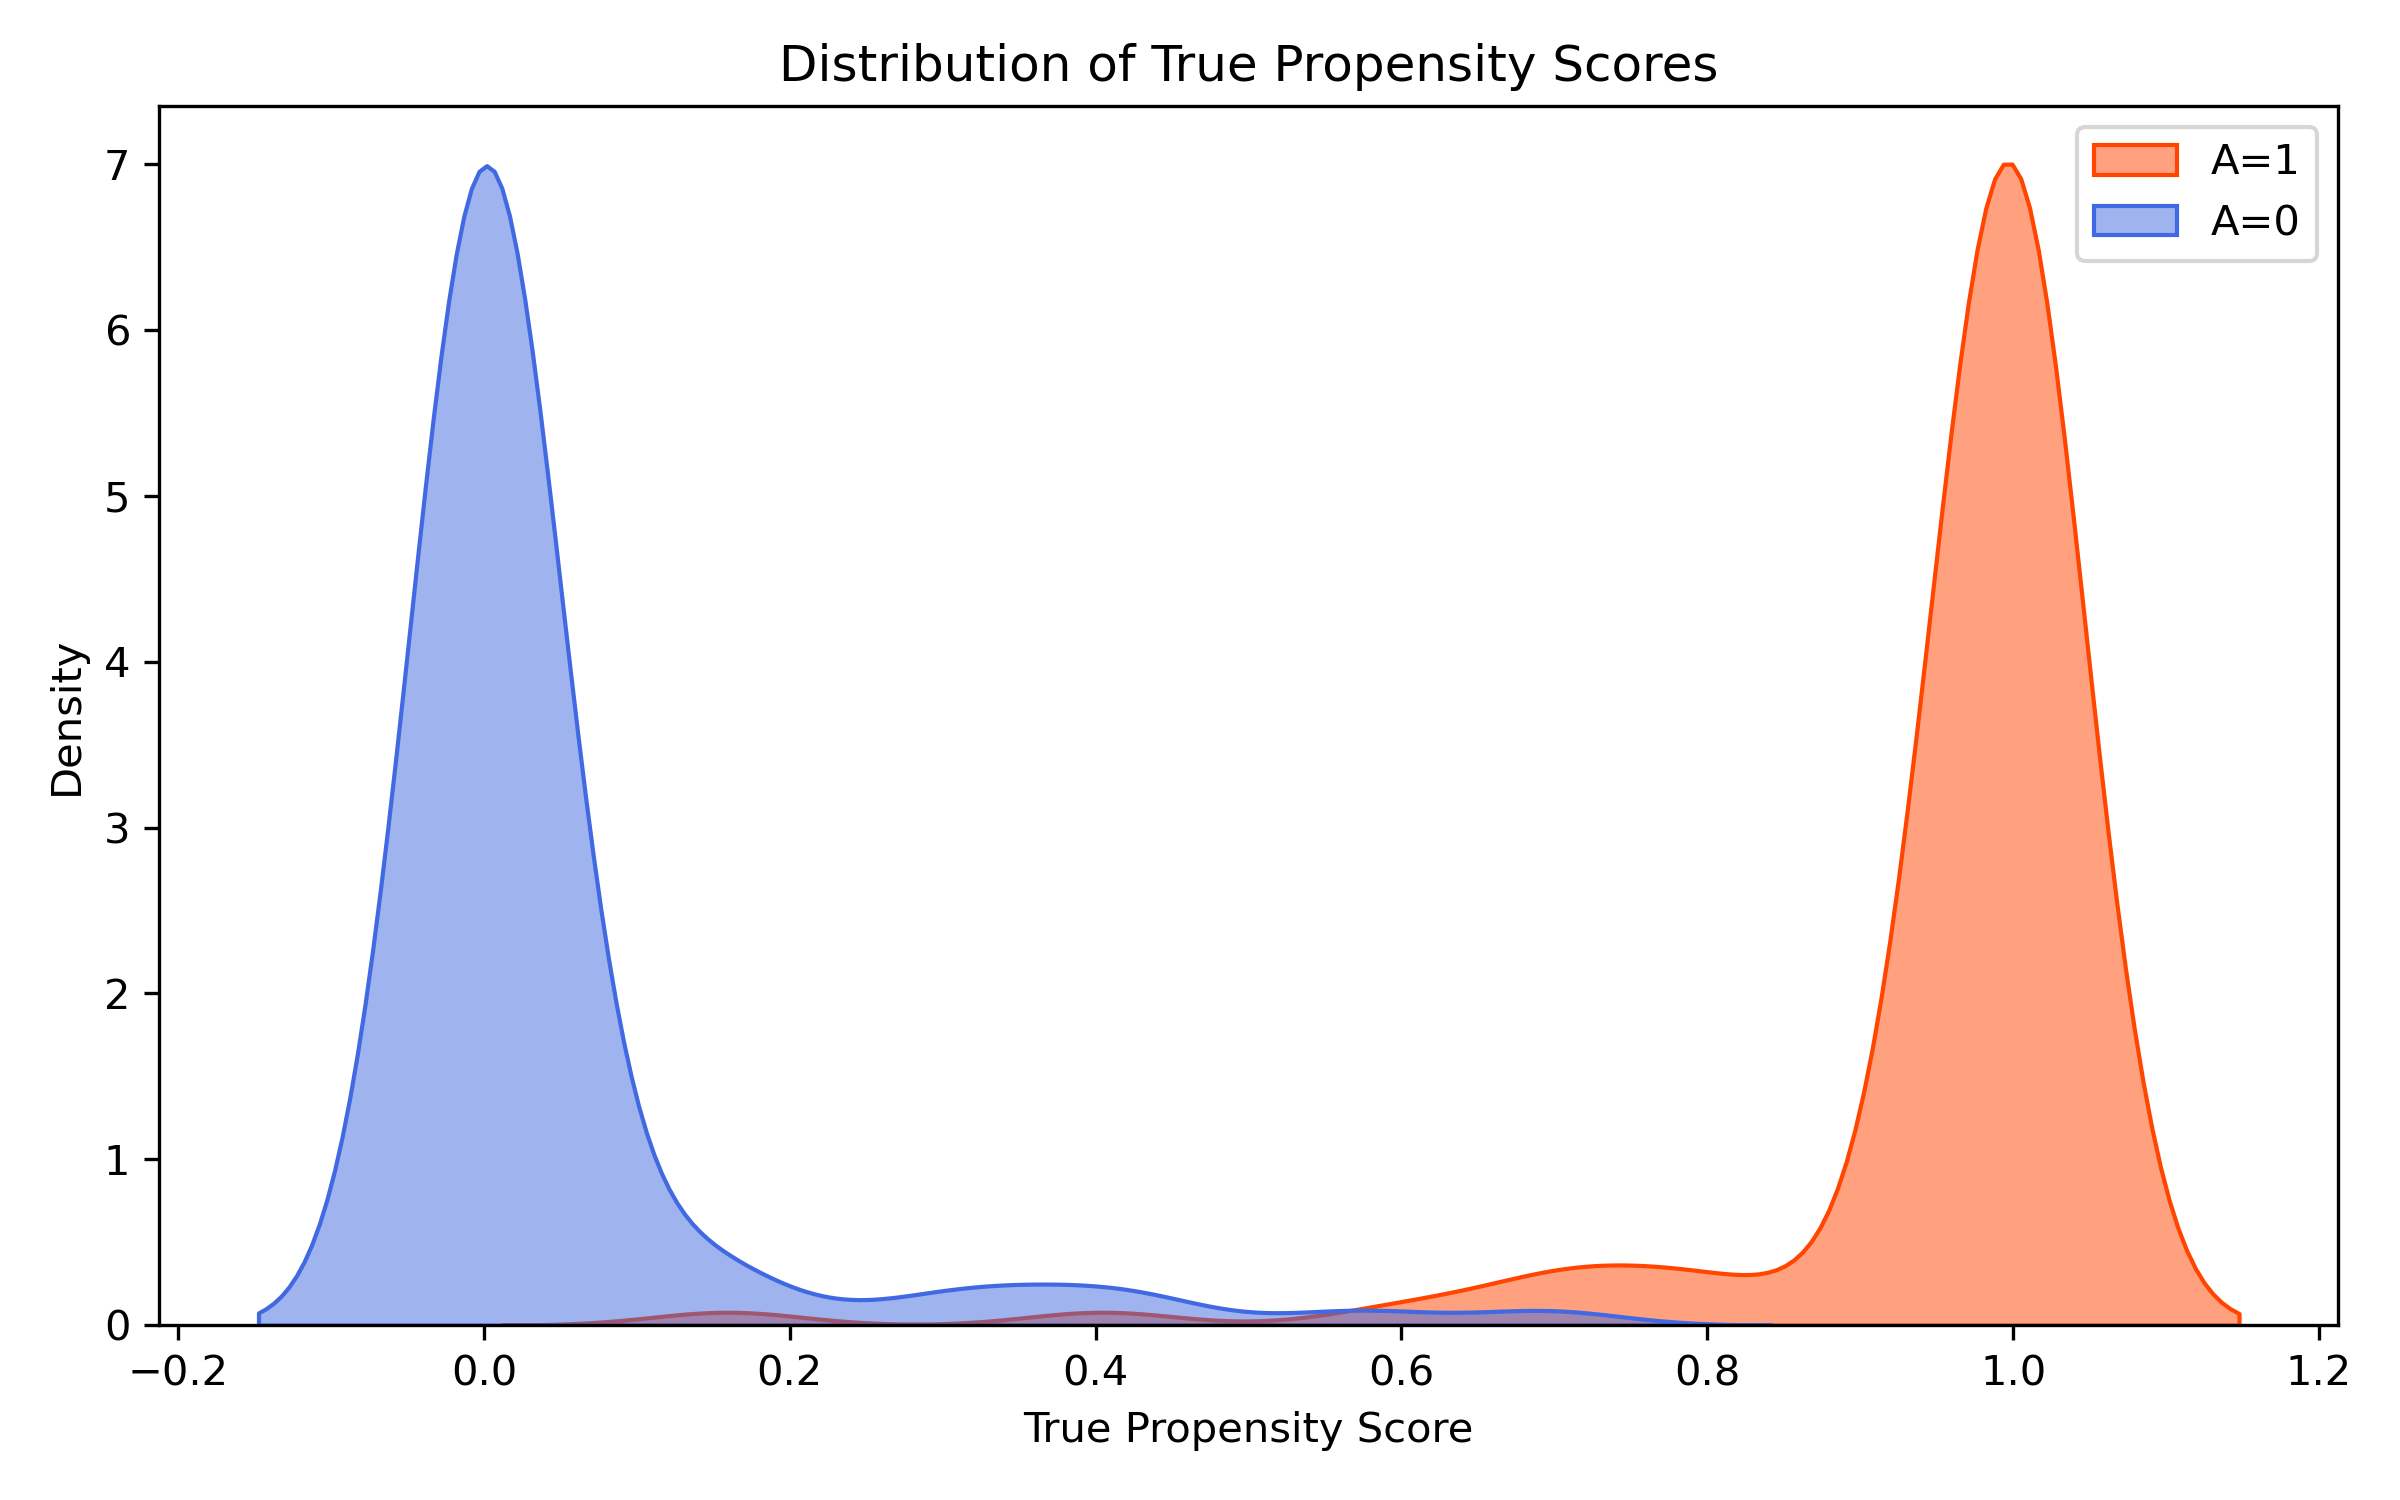 Distribution of True Propensity Scores
A=1
A=0
Density
7
6
5
4
3
2
1
0
−0.2 0.0 0.2 0.4 0.6 0.8 1.0 1.2
True Propensity Score